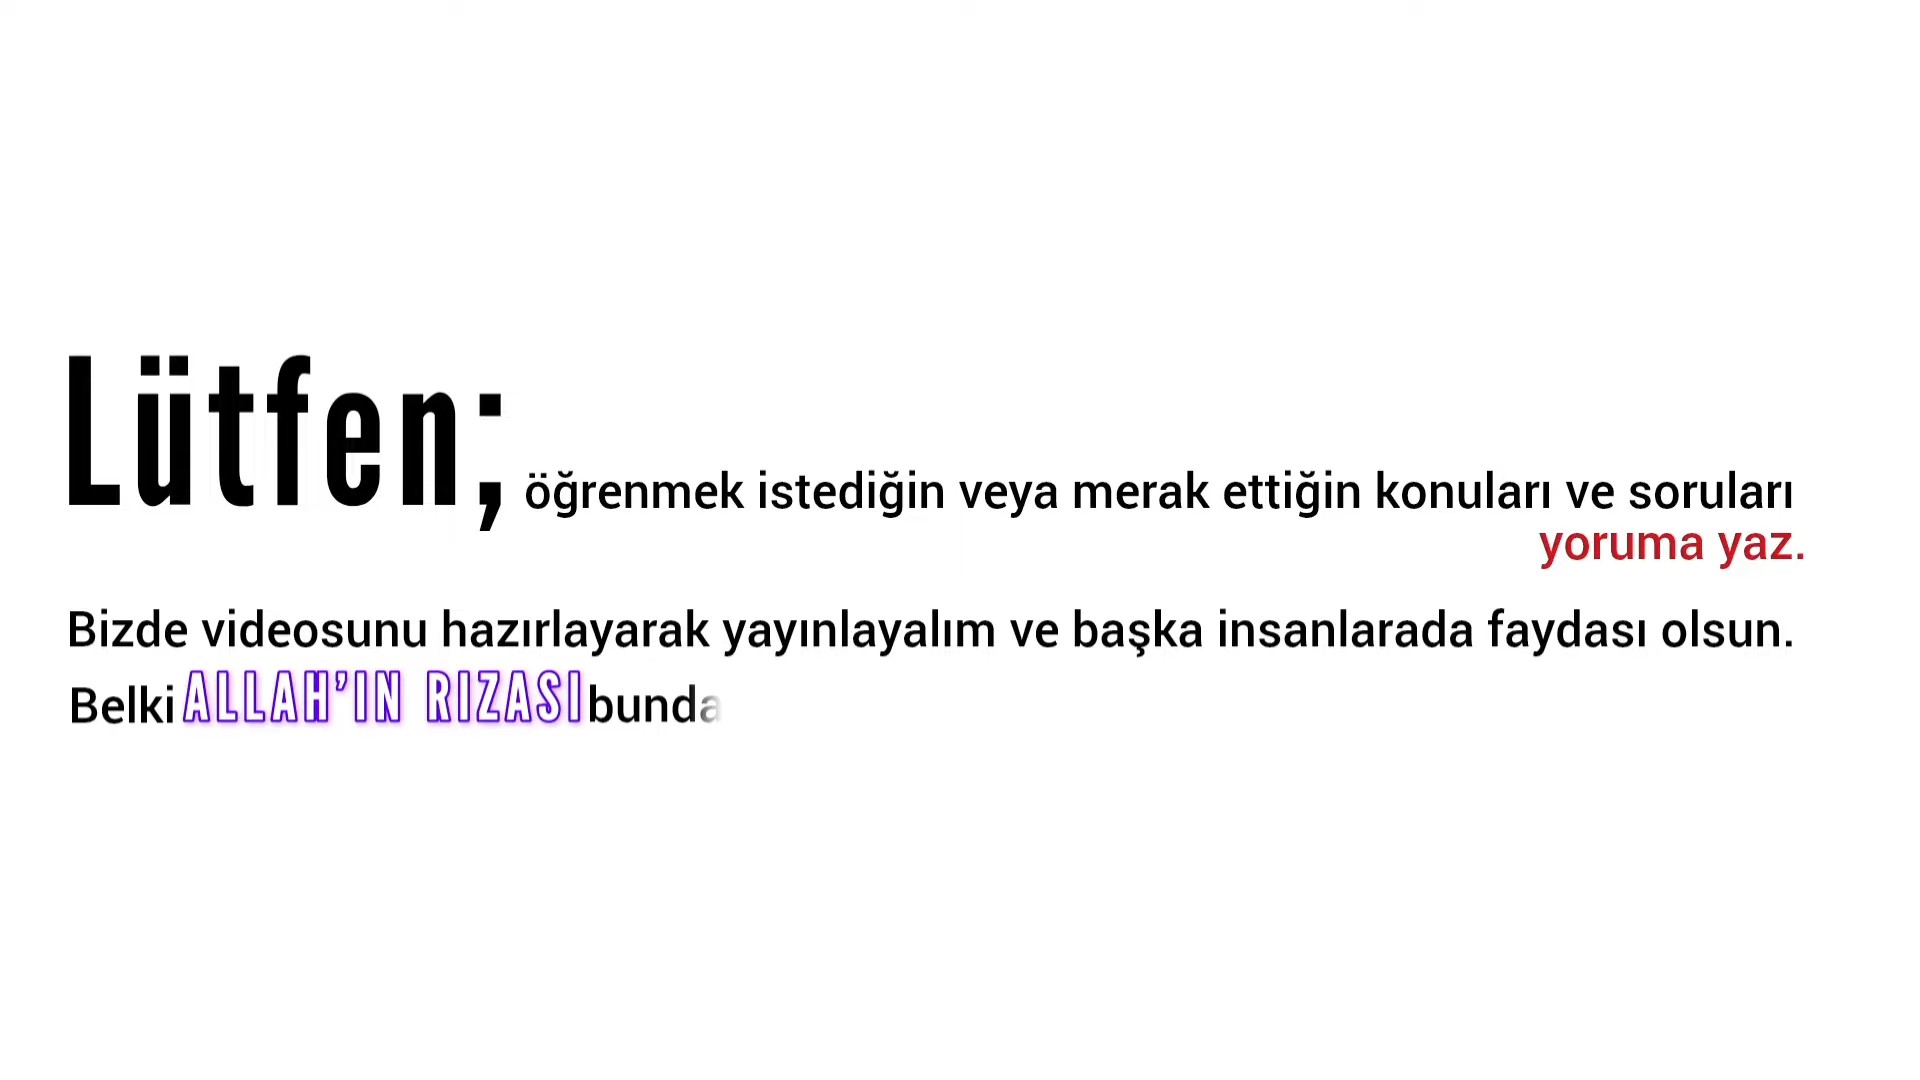 Lütfen; öğrenmek istediğin veya merak ettiğin konuları ve soruları
yoruma yaz.
Bizde videosunu hazırlayarak yayınlayalım ve başka insanlarada faydası olsun.
Belki ALLAH'IN RIZASI bunda